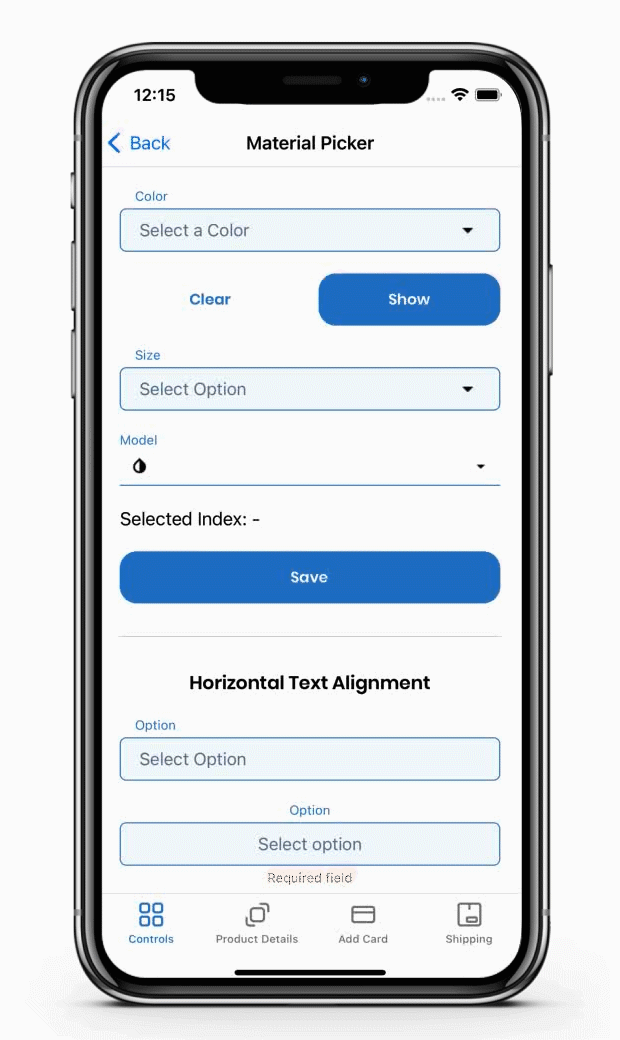 12:15
Back
Material Picker
Color
Select a Color
Clear
Show
Size
Select Option
Model
Selected Index: -
Save
Horizontal Text Alignment
Option
Select Option
Option
Select option
Required field
Controls
Product Details
Add Card
Shipping